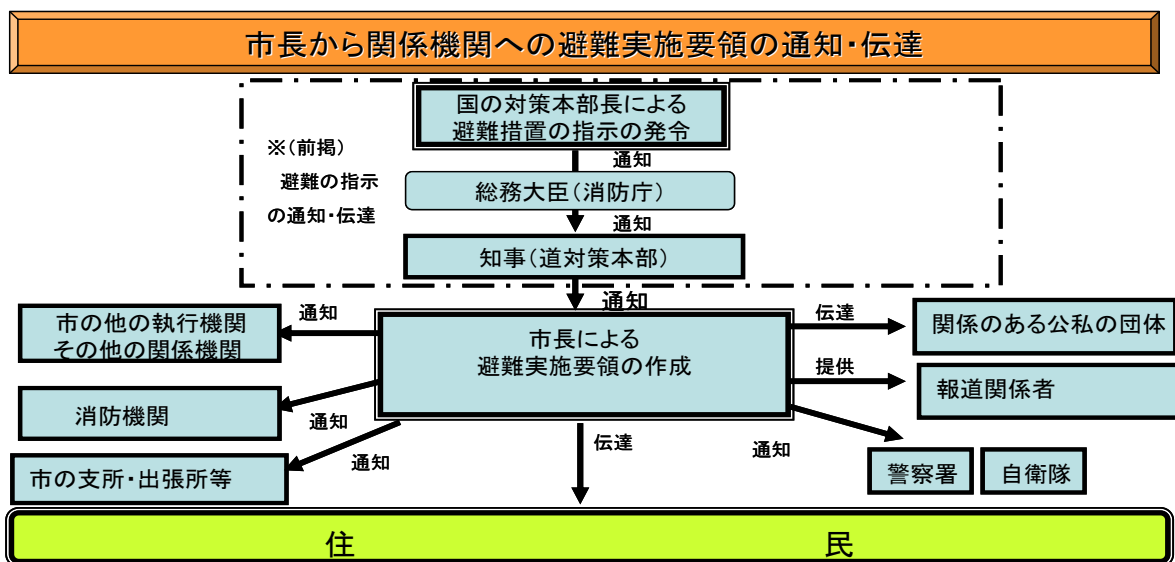 市長から関係機関への避難実施要領の通知・伝達
国の対策本部長による
避難措置の指示の発令
※(前掲)
避難の指示
の通知・伝達
通知
総務大臣(消防庁)
通知
知事(道対策本部)
通知
市の他の執行機関
その他の関係機関
通知
市長による
避難実施要領の作成
伝達
関係のある公私の団体
提供
報道関係者
消防機関
通知
市の支所・出張所等
通知
伝達
通知
警察署
自衛隊
住 民